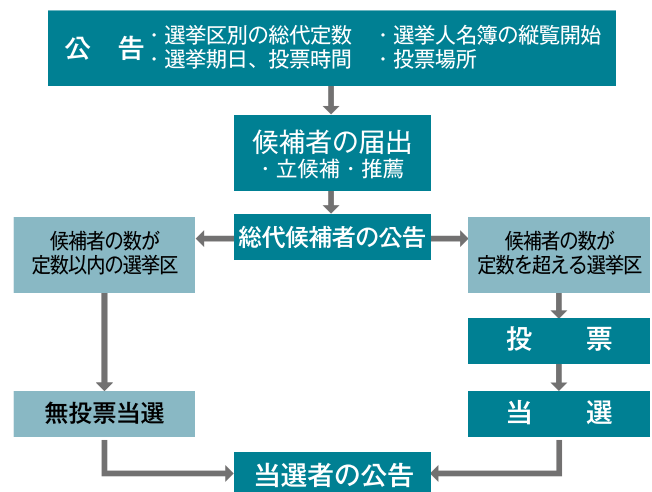 公　告
・選挙区別の総代定数　・選挙人名簿の縦覧開始
・選挙期日、投票時間　・投票場所
候補者の届出
・立候補・推薦
総代候補者の公告
候補者の数が
定数以内の選挙区
候補者の数が
定数を超える選挙区
投　票
無投票当選
当　選
当選者の公告